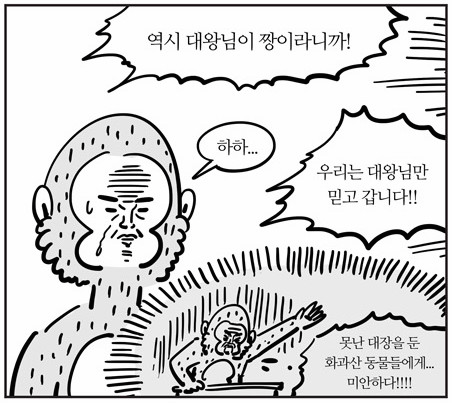 역시 대왕님이 짱이라니까!
하하...
우리는 대왕님만
믿고 갑니다!!
못난 대장을 둔
화과산 동물들에게...
미안하다!!!!